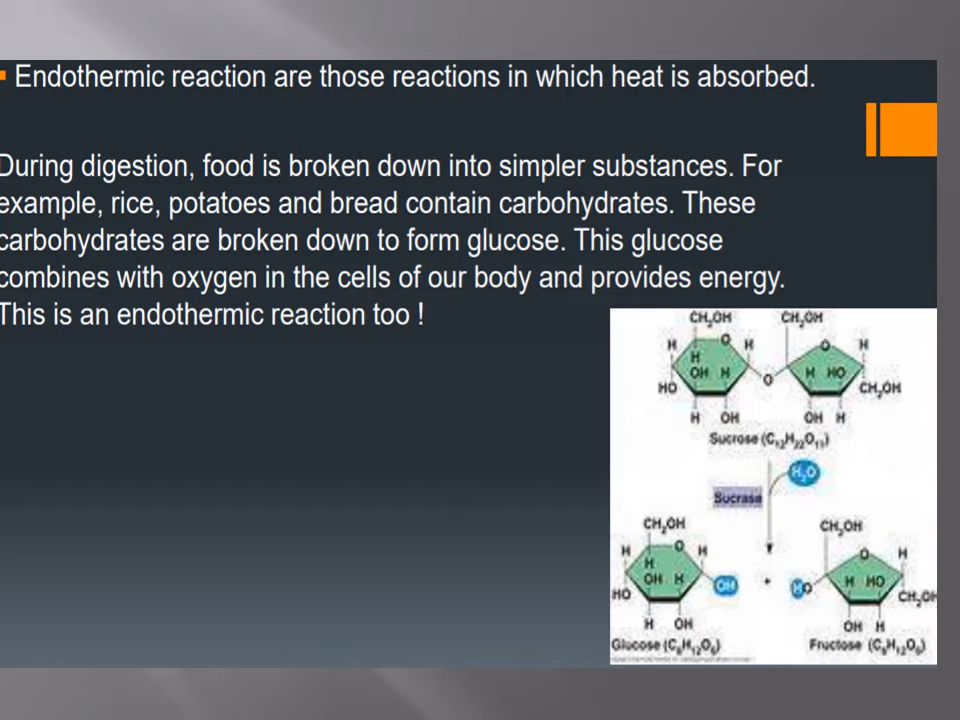 Endothermic reaction are those reactions in which heat is absorbed.
During digestion, food is broken down into simpler substances. For
example, rice, potatoes and bread contain carbohydrates. These
carbohydrates are broken down to form glucose. This glucose
combines with oxygen in the cells of our body and provides energy.
This is an endothermic reaction too !
CH₂OH CH₂OH
H O H O H
H
OH H H HO
HO O CH₂OH
H OH OH H
Sucrose (C₁₂H₂₂O₁₁)
H₂O
Sucrase
CH₂OH CH₂OH
H O H O H
H
OH H OH + HO H HO
HO CH₂OH
H OH OH H
Glucose (C₆H₁₂O₆) Fructose (C₆H₁₂O₆)